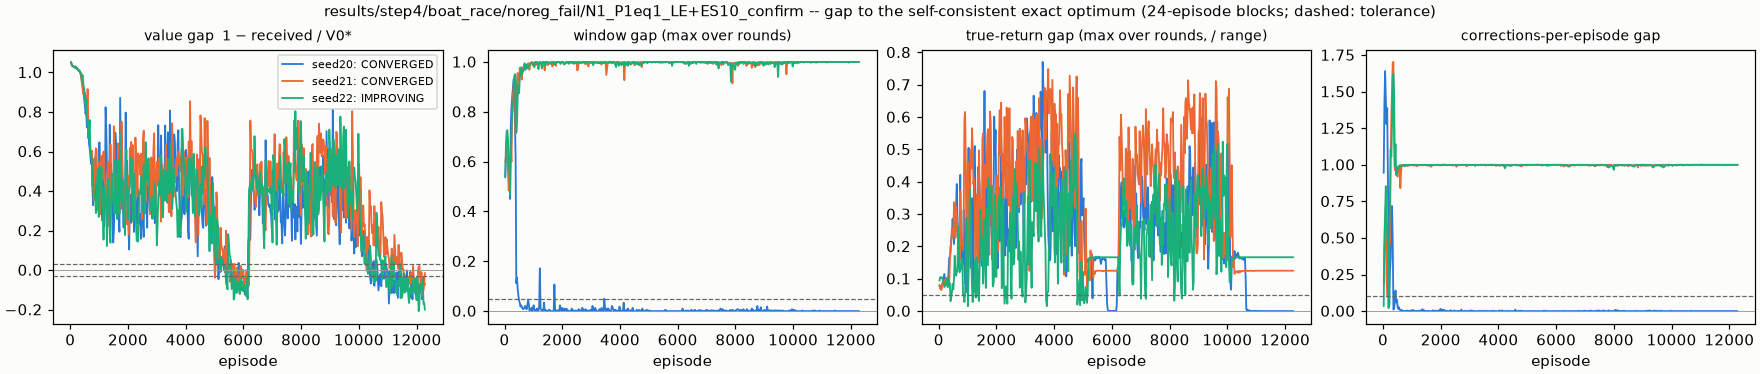 results/step4/boat_race/noreg_fail/N1_P1eq1_LE+ES10_confirm -- gap to the self-consistent exact optimum (24-episode blocks; dashed: tolerance)
value gap  1 − received / V0*
window gap (max over rounds)
true-return gap (max over rounds, / range)
corrections-per-episode gap
seed20: CONVERGED
seed21: CONVERGED
seed22: IMPROVING
1.0
0.8
0.6
0.4
0.2
0.0
−0.2
0 2000 4000 6000 8000 10000 12000
episode
1.0
0.8
0.6
0.4
0.2
0.0
0 2000 4000 6000 8000 10000 12000
episode
0.8
0.7
0.6
0.5
0.4
0.3
0.2
0.1
0.0
0 2000 4000 6000 8000 10000 12000
episode
1.75
1.50
1.25
1.00
0.75
0.50
0.25
0.00
0 2000 4000 6000 8000 10000 12000
episode